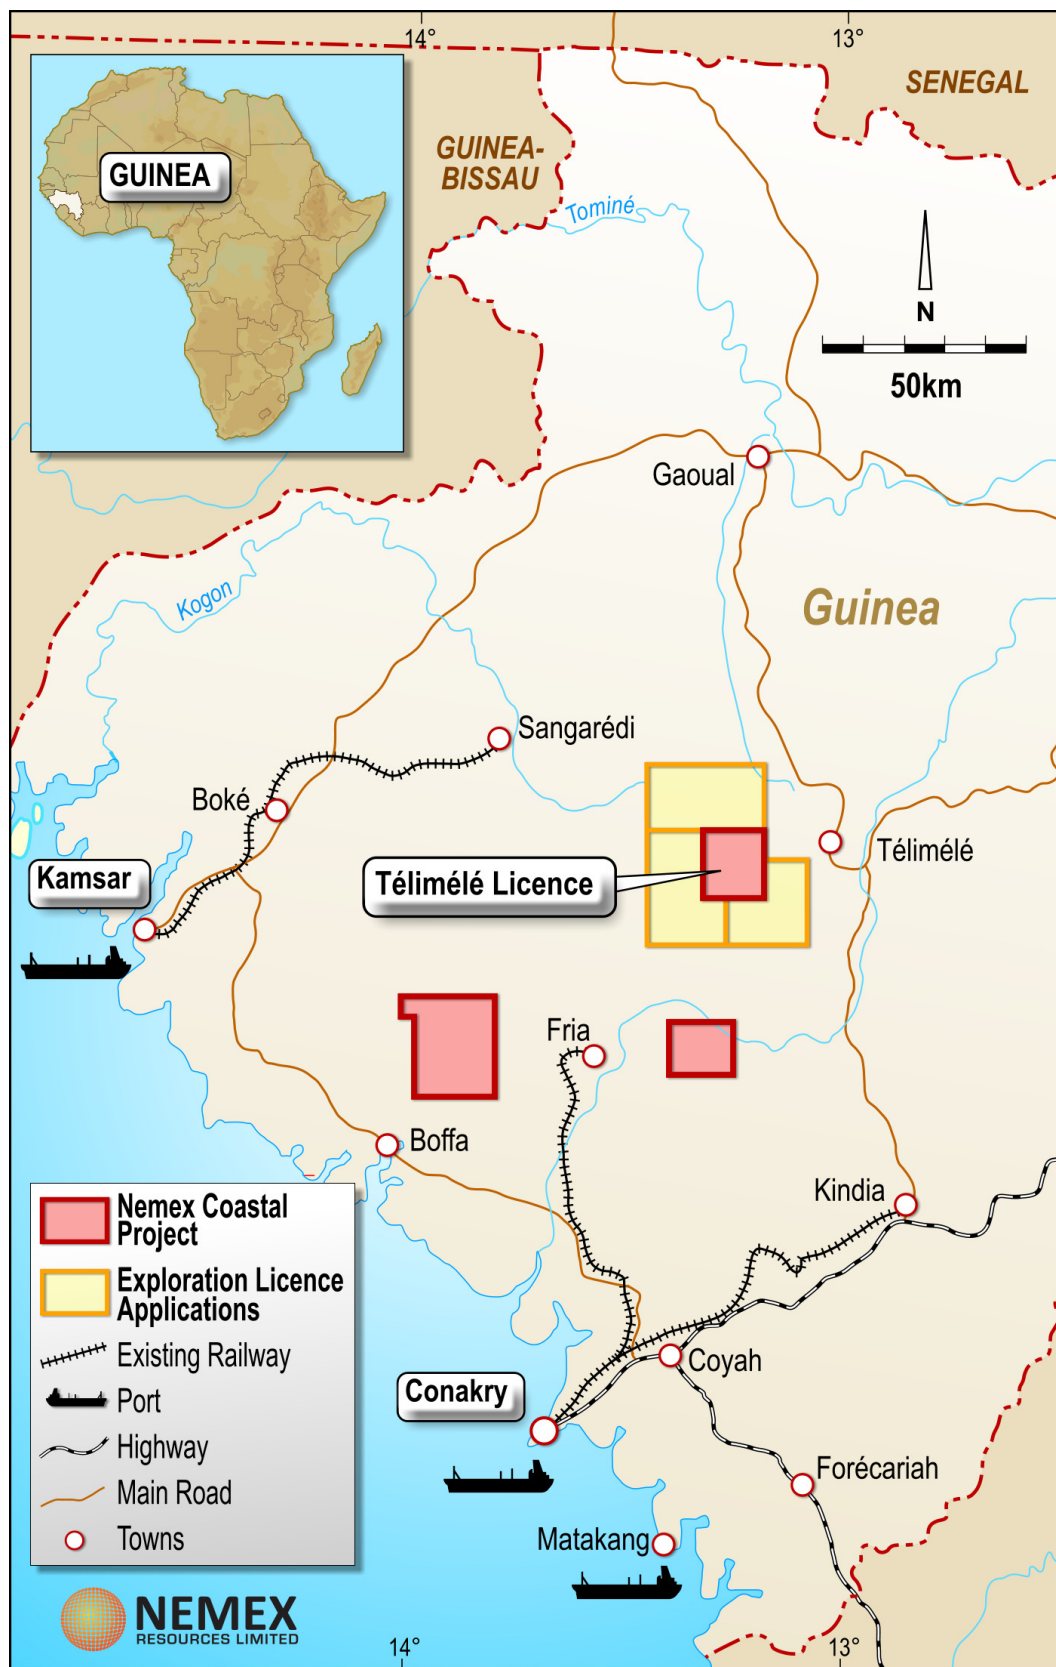 14°
13°
SENEGAL
GUINEA-
BISSAU
GUINEA
Tominé
N
50km
Gaoual
Kogon
Guinea
Sangarédi
Boké
Télimélé
Kamsar
Télimélé Licence
Fria
Boffa
Kindia
Nemex Coastal
Project
Exploration Licence
Applications
Existing Railway
Port
Highway
Main Road
Towns
Coyah
Conakry
Forécariah
Matakang
NEMEX
RESOURCES LIMITED
14°
13°